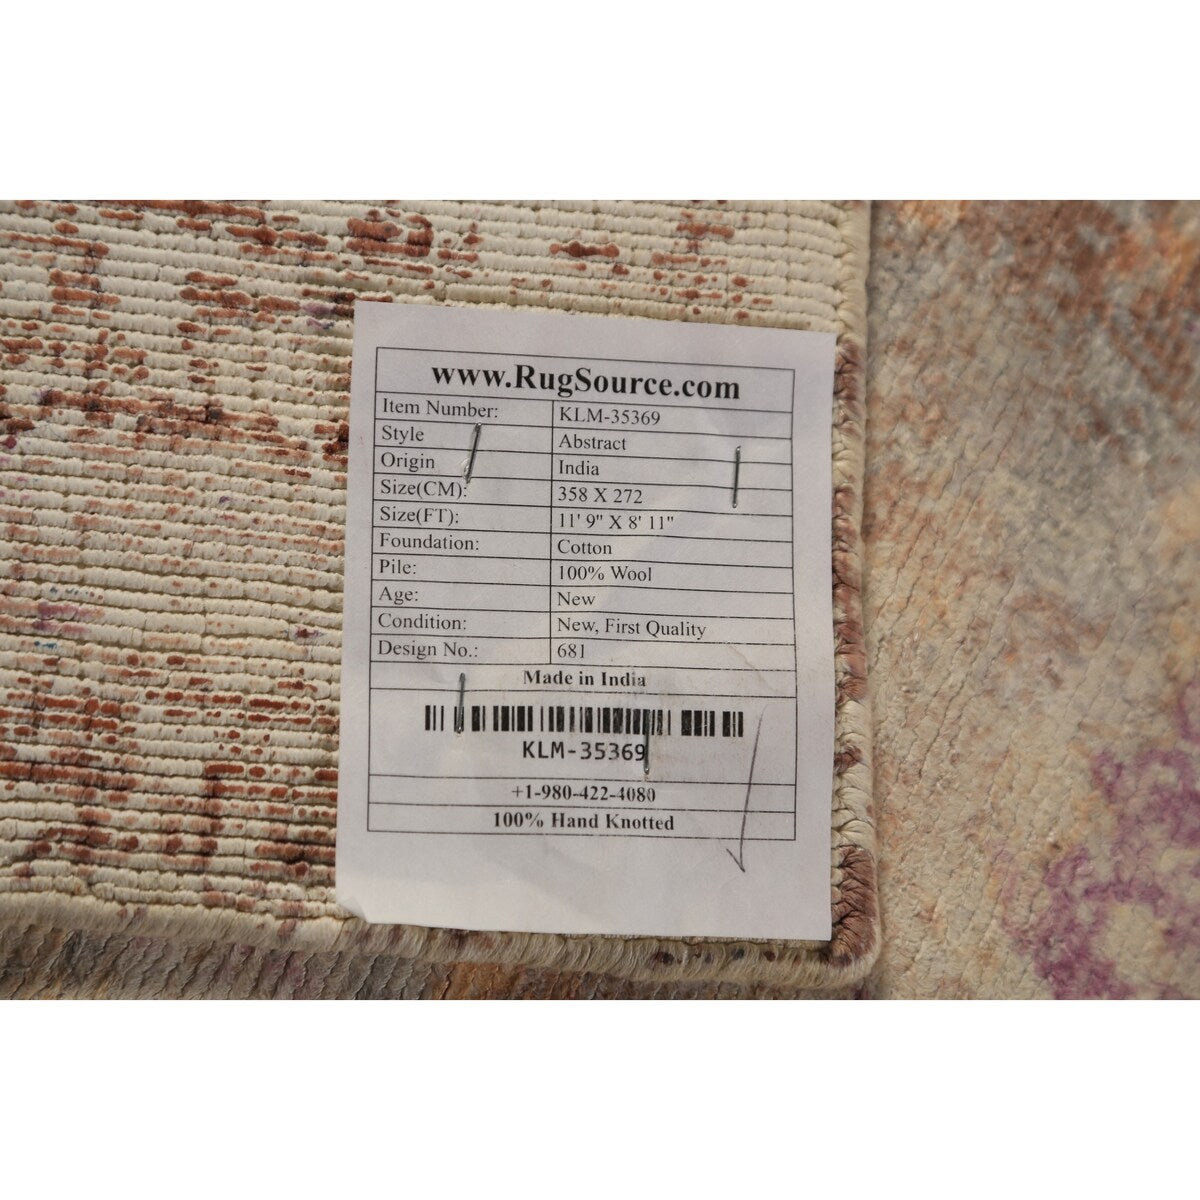 www.RugSource.com
Item Number: KLM-35369
Style Abstract
Origin India
Size(CM): 358 X 272
Size(FT): 11' 9" X 8' 11"
Foundation: Cotton
Pile: 100% Wool
Age: New
Condition: New, First Quality
Design No.: 681
Made in India
KLM-35369
+1-980-422-4080
100% Hand Knotted